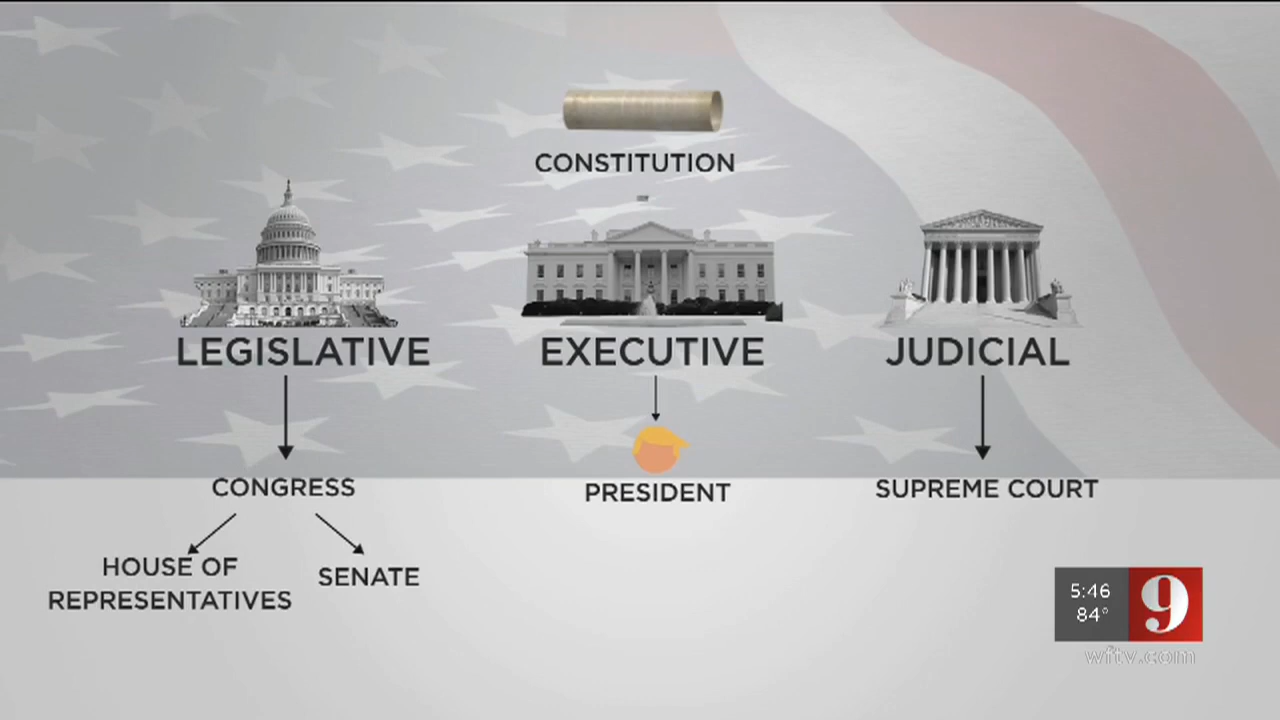 CONSTITUTION
LEGISLATIVE
EXECUTIVE
JUDICIAL
CONGRESS
PRESIDENT
SUPREME COURT
HOUSE OF
REPRESENTATIVES
SENATE
5:46
84°
9
wftv.com